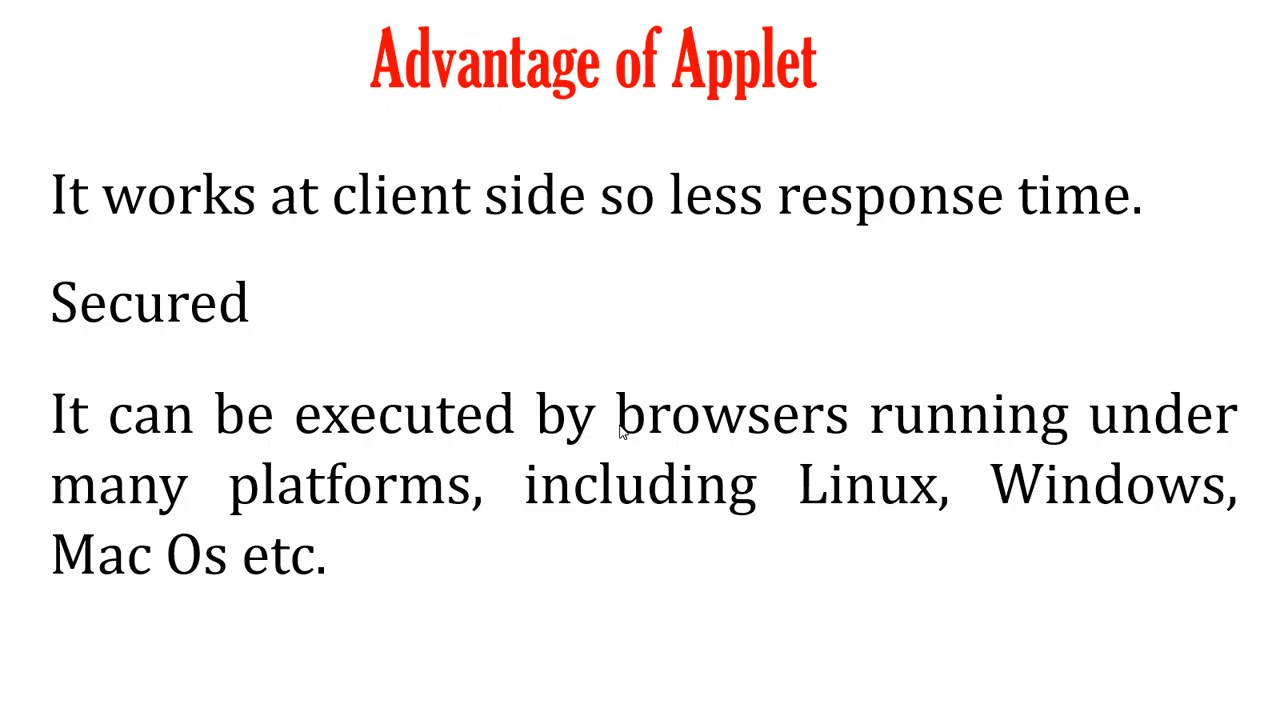 Advantage of Applet
It works at client side so less response time.
Secured
It can be executed by browsers running under
many platforms, including Linux, Windows,
Mac Os etc.